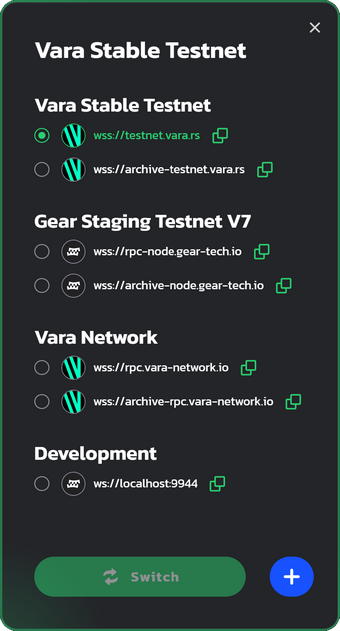 Vara Stable Testnet
Vara Stable Testnet
wss://testnet.vara.rs
wss://archive-testnet.vara.rs
Gear Staging Testnet V7
wss://rpc-node.gear-tech.io
wss://archive-node.gear-tech.io
Vara Network
wss://rpc.vara-network.io
wss://archive-rpc.vara-network.io
Development
ws://localhost:9944
Switch